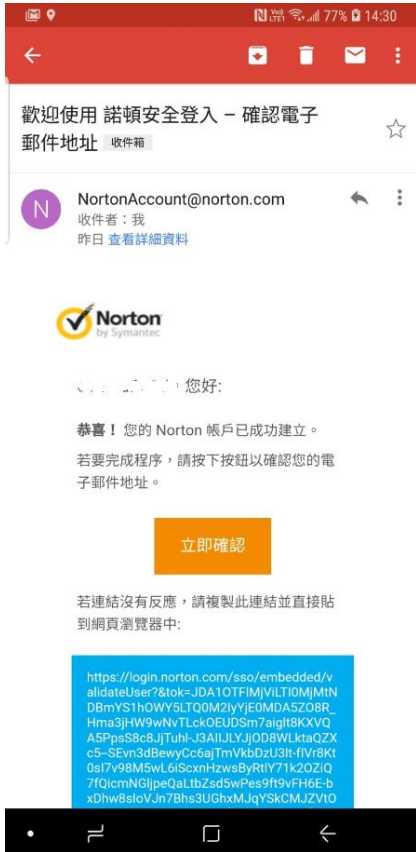 77% 14:30
歡迎使用 諾頓安全登入 – 確認電子
郵件地址 收件箱
N
NortonAccount@norton.com
收件者：我
昨日 查看詳細資料
Norton
by Symantec
您好:
恭喜！您的 Norton 帳戶已成功建立。
若要完成程序，請按下按鈕以確認您的電
子郵件地址。
立即確認
若連結沒有反應，請複製此連結並直接貼
到網頁瀏覽器中:
https://login.norton.com/sso/embedded/v
alidateUser?&tok=JDA1OTFlMjViLTI0MjMtN
DBmYS1hOWY5LTQ0M2IyYjE0MDA5ZO8R_
Hma3jHW9wNvTLckOEUDSm7aiglt8KXVQ
A5PpsS8c8JjTuhl-J3AIIJLYJjOD8WLktaQZX
c5–SEvn3dBewyCc6ajTmVkbDzU3lt-fIVr8Kt
0sI7v98M5wL6iScxnHzwsByRtlY71k2OZiQ
7fQicmNGljpeQaLtbZsd5wPes9ft9vFH6E-b
xDhw8sIoVJn7Bhs3UGhxMJqYSkCMJZVtO